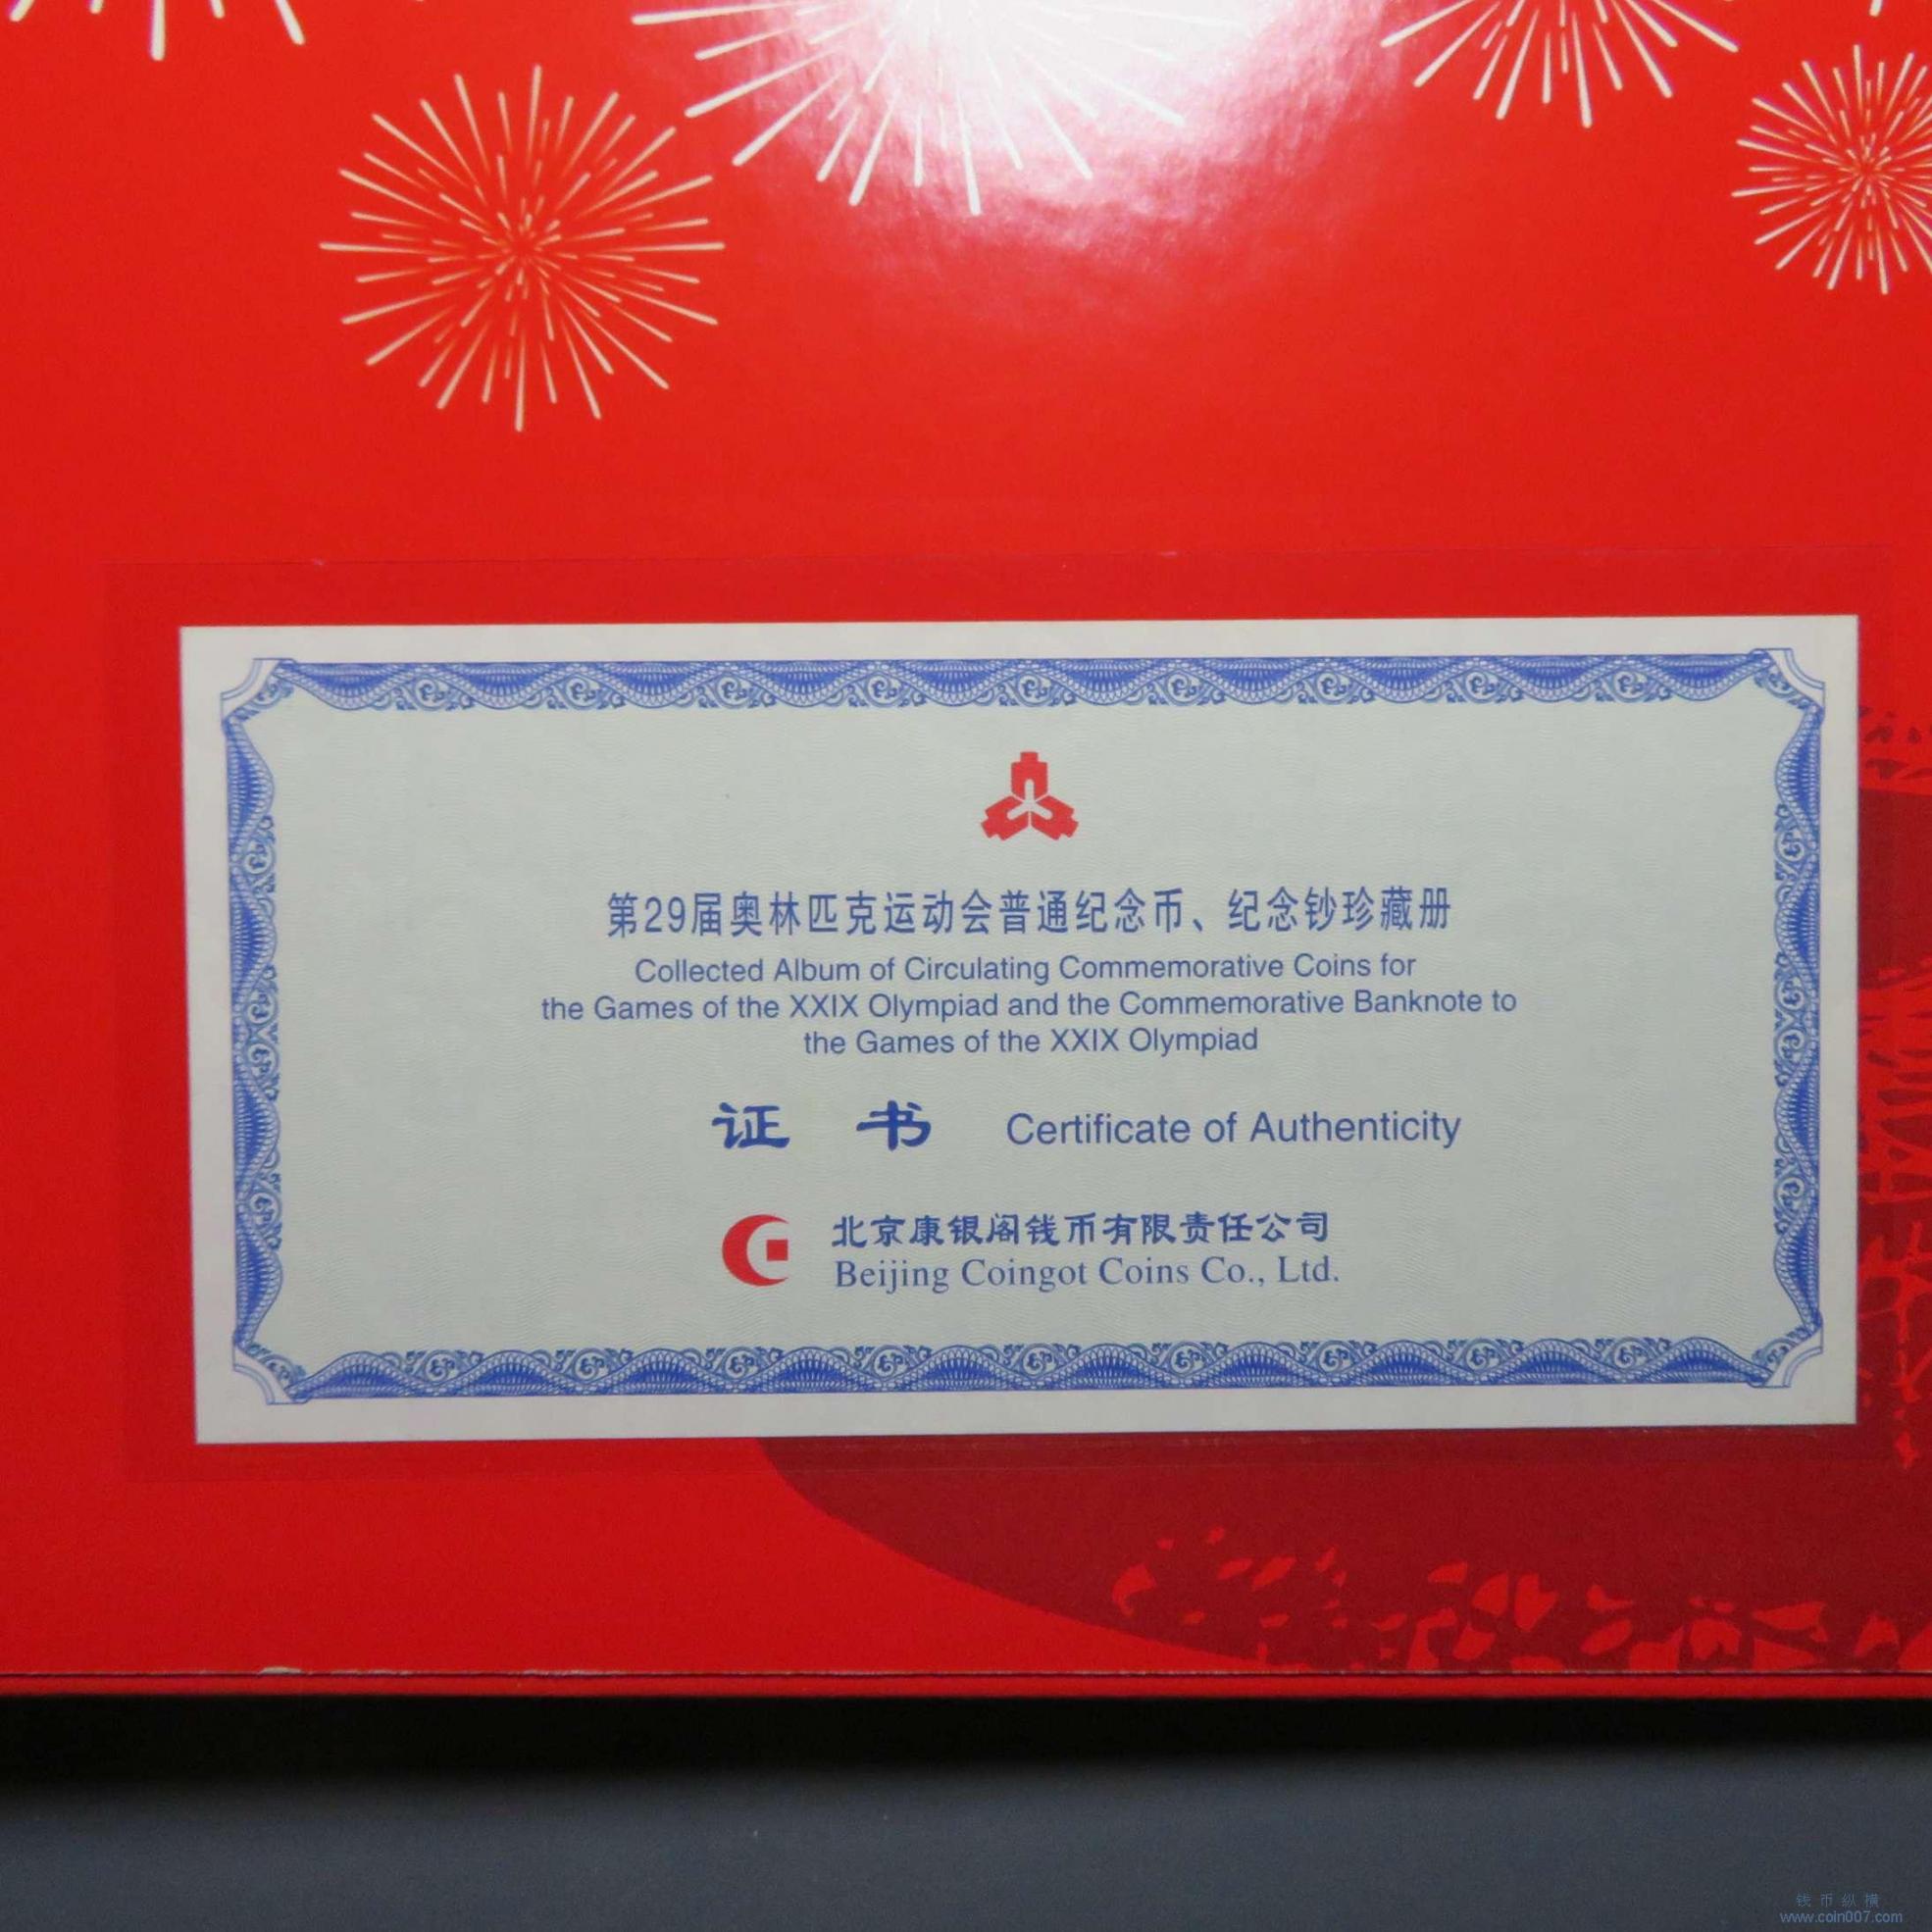 第29届奥林匹克运动会普通纪念币、纪念钞珍藏册
Collected Album of Circulating Commemorative Coins for
the Games of the XXIX Olympiad and the Commemorative Banknote to
the Games of the XXIX Olympiad
证 书 Certificate of Authenticity
北京康银阁钱币有限责任公司
Beijing Coingot Coins Co., Ltd.
钱币纵横
www.coin007.com